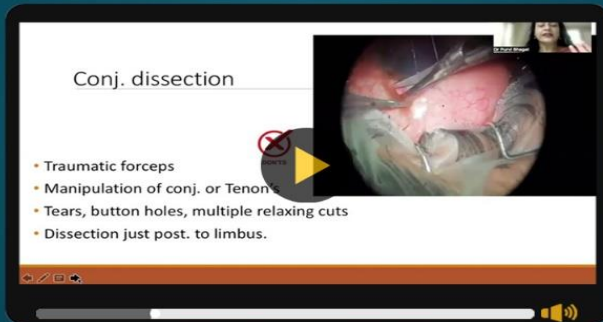 Dr Purvi Bhagat
Conj. dissection
DON'TS
• Traumatic forceps
• Manipulation of conj. or Tenon's
• Tears, button holes, multiple relaxing cuts
• Dissection just post. to limbus.